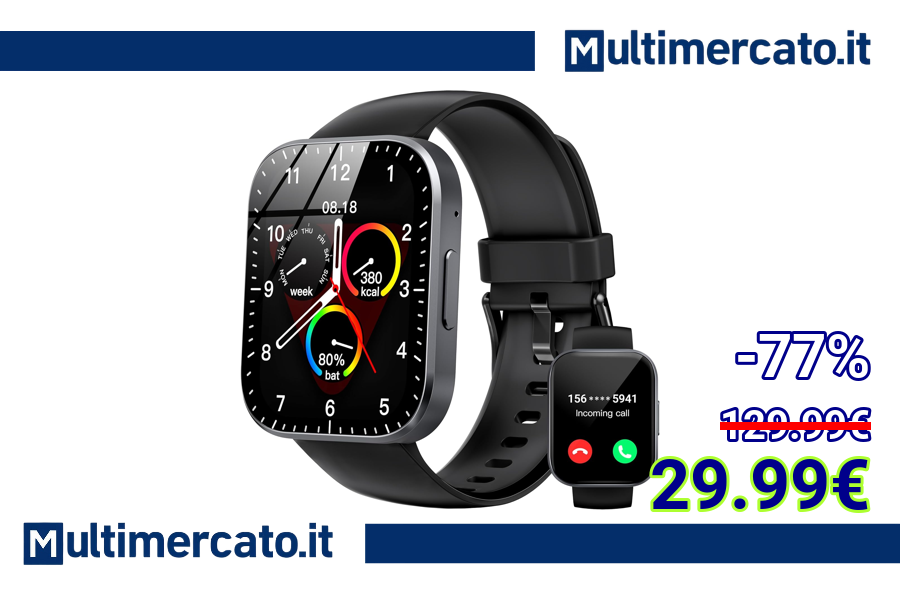 Multimercato.it
11 12 1
08.18
10 2
MON TUE WED THU FRI SAT SUN
week
380
kcal
9 3
80%
bat
8 4
7 6 5
156****5941
Incoming call
-77%
129.99€
29.99€
Multimercato.it